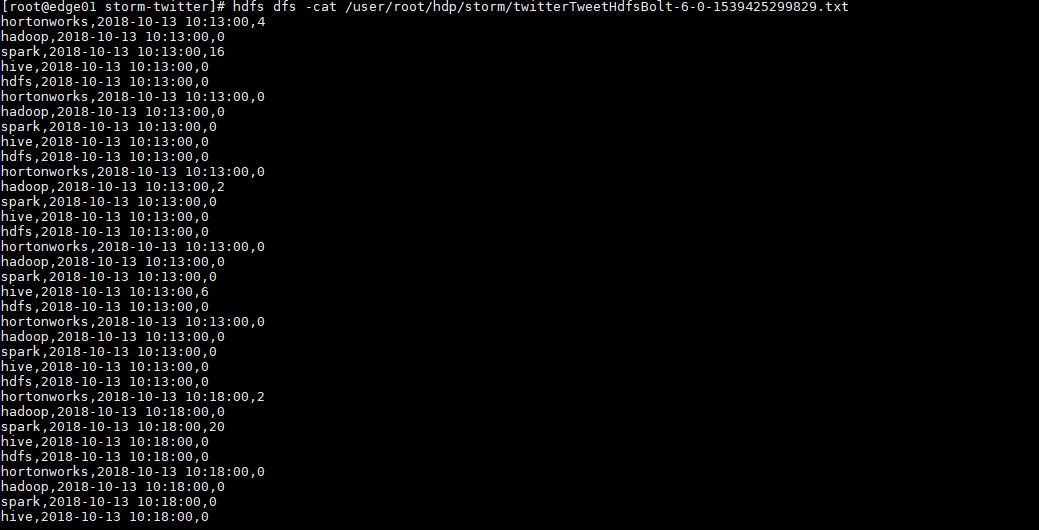 [root@edge01 storm-twitter]# hdfs dfs -cat /user/root/hdp/storm/twitterTweetHdfsBolt-6-0-1539425299829.txt
hortonworks,2018-10-13 10:13:00,4
hadoop,2018-10-13 10:13:00,0
spark,2018-10-13 10:13:00,16
hive,2018-10-13 10:13:00,0
hdfs,2018-10-13 10:13:00,0
hortonworks,2018-10-13 10:13:00,0
hadoop,2018-10-13 10:13:00,0
spark,2018-10-13 10:13:00,0
hive,2018-10-13 10:13:00,0
hdfs,2018-10-13 10:13:00,0
hortonworks,2018-10-13 10:13:00,0
hadoop,2018-10-13 10:13:00,2
spark,2018-10-13 10:13:00,0
hive,2018-10-13 10:13:00,0
hdfs,2018-10-13 10:13:00,0
hortonworks,2018-10-13 10:13:00,0
hadoop,2018-10-13 10:13:00,0
spark,2018-10-13 10:13:00,0
hive,2018-10-13 10:13:00,6
hdfs,2018-10-13 10:13:00,0
hortonworks,2018-10-13 10:13:00,0
hadoop,2018-10-13 10:13:00,0
spark,2018-10-13 10:13:00,0
hive,2018-10-13 10:13:00,0
hdfs,2018-10-13 10:13:00,0
hortonworks,2018-10-13 10:18:00,2
hadoop,2018-10-13 10:18:00,0
spark,2018-10-13 10:18:00,20
hive,2018-10-13 10:18:00,0
hdfs,2018-10-13 10:18:00,0
hortonworks,2018-10-13 10:18:00,0
hadoop,2018-10-13 10:18:00,0
spark,2018-10-13 10:18:00,0
hive,2018-10-13 10:18:00,0